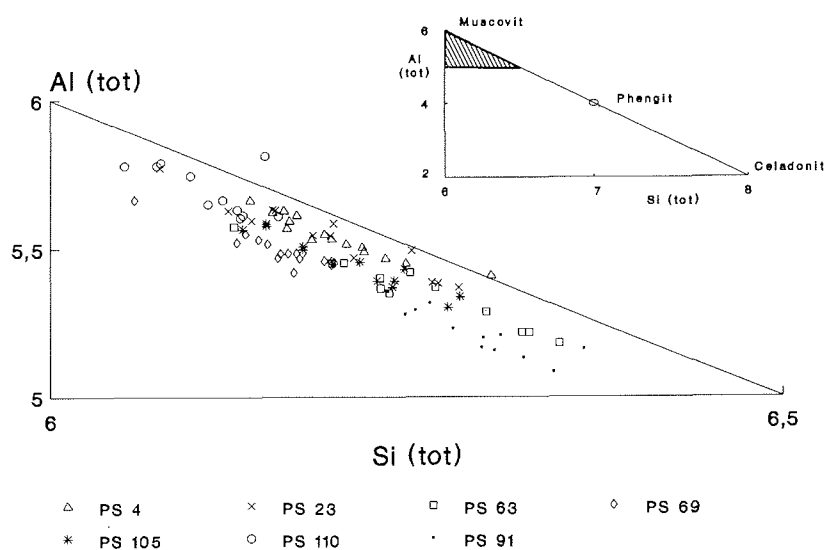 Muscovit
6
Al
(tot)
4
Phengit
2
Celadonit
6
7
8
Si (tot)
Al (tot)
6
5,5
5
6
6,5
Si (tot)
PS 4
PS 23
PS 63
PS 69
PS 105
PS 110
PS 91